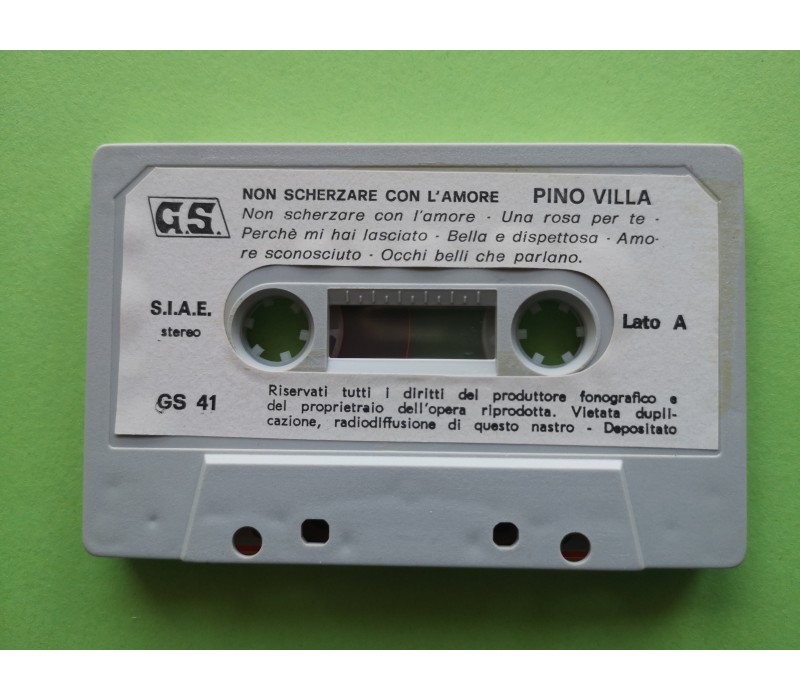 G.S.
NON SCHERZARE CON L'AMORE PINO VILLA
Non scherzare con l'amore - Una rosa per te -
Perchè mi hai lasciato - Bella e dispettosa - Amo-
re sconosciuto - Occhi belli che parlano.
S.I.A.E.
stereo
Lato A
GS 41
Riservati tutti i diritti del produttore fonografico e
del proprietraio dell'opera riprodotta. Vietata dupli-
cazione, radiodiffusione di questo nastro - Depositato